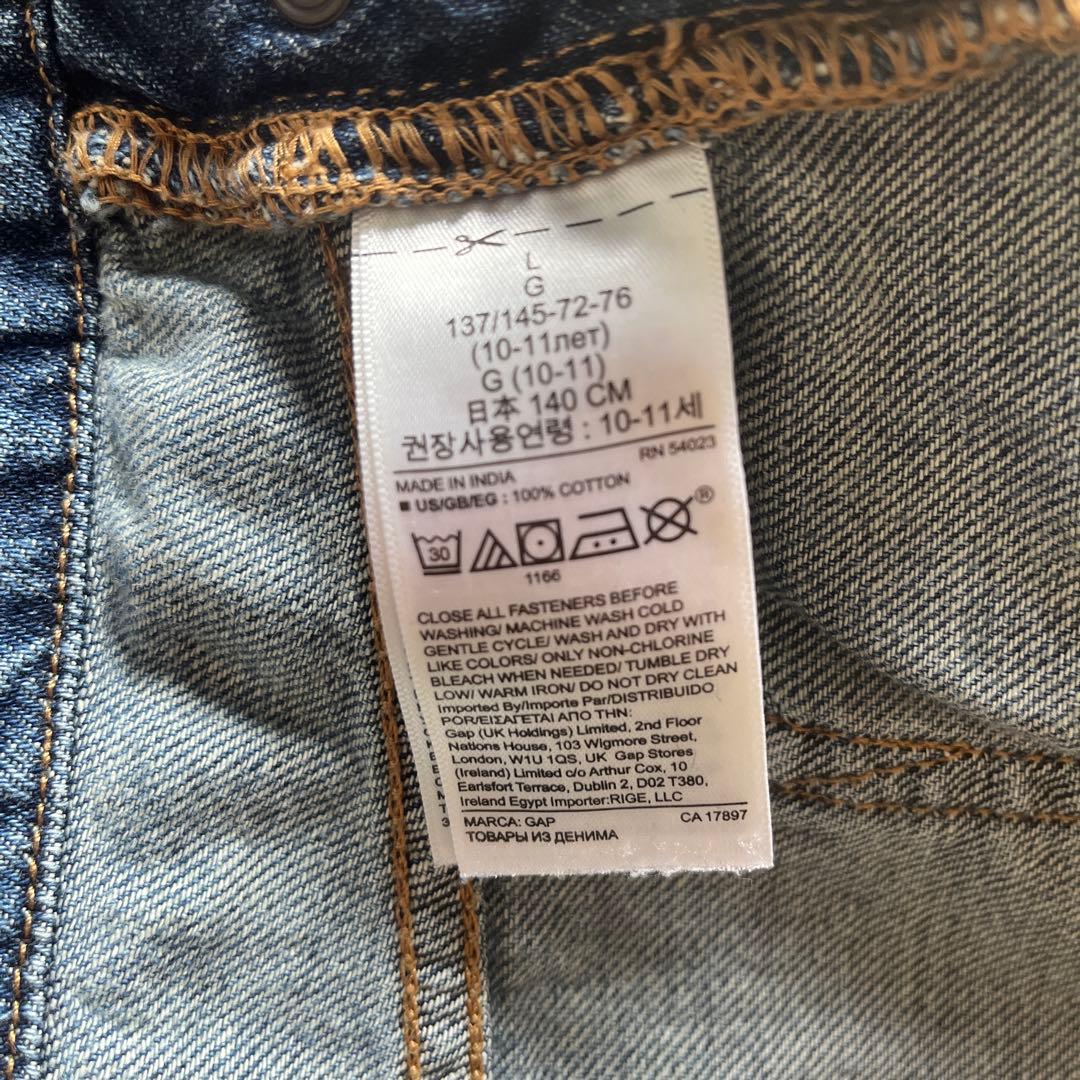 L
G
137/145-72-76
(10-11лет)
G (10-11)
日本 140 CM
권장사용연령 : 10-11세
RN 54023
MADE IN INDIA
■ US/GB/EG : 100% COTTON
30
®
1166
CLOSE ALL FASTENERS BEFORE
WASHING/ MACHINE WASH COLD
GENTLE CYCLE/ WASH AND DRY WITH
LIKE COLORS/ ONLY NON-CHLORINE
BLEACH WHEN NEEDED/ TUMBLE DRY
LOW/ WARM IRON/ DO NOT DRY CLEAN
Imported By/Importe Par/DISTRIBUIDO
POR/ΕΙΣΑΓΕΤΑΙ ΑΠΟ ΤΗΝ:
Gap (UK Holdings) Limited, 2nd Floor
Nations House, 103 Wigmore Street,
London, W1U 1QS, UK Gap Stores
(Ireland) Limited c/o Arthur Cox, 10
Earlsfort Terrace, Dublin 2, D02 T380,
Ireland Egypt Importer:RIGE, LLC
MARCA: GAP
CA 17897
ТОВАРЫ ИЗ ДЕНИМА